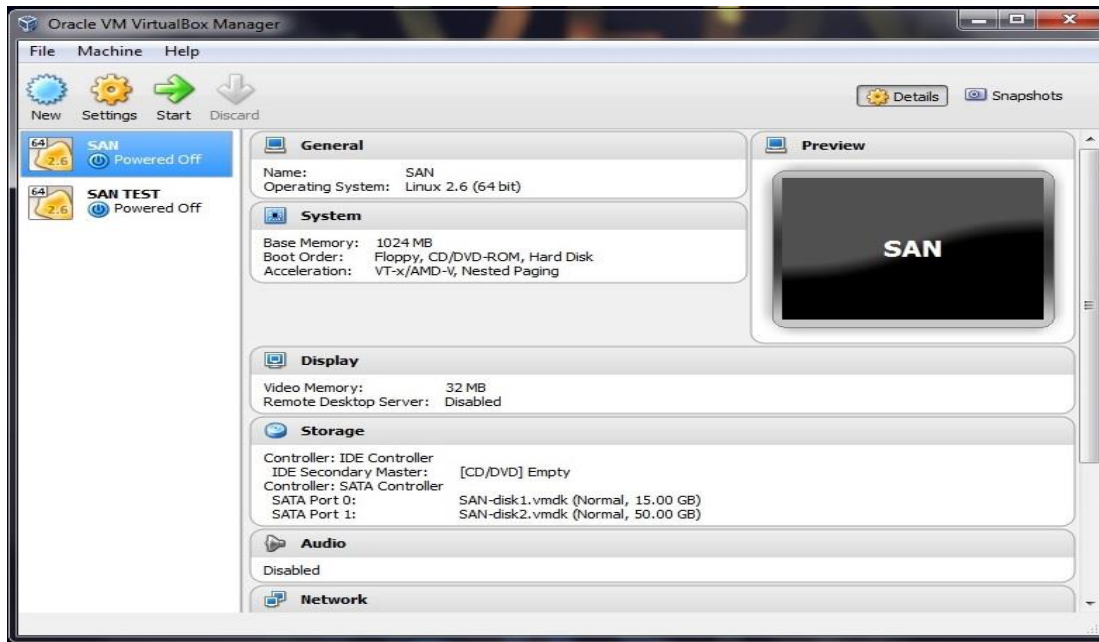 Oracle VM VirtualBox Manager
File Machine Help
New Settings Start Discard
Details Snapshots
64 2.6 SAN
Powered Off
64 2.6 SAN TEST
Powered Off
General
Name: SAN
Operating System: Linux 2.6 (64 bit)
System
Base Memory: 1024 MB
Boot Order: Floppy, CD/DVD-ROM, Hard Disk
Acceleration: VT-x/AMD-V, Nested Paging
Preview
SAN
Display
Video Memory: 32 MB
Remote Desktop Server: Disabled
Storage
Controller: IDE Controller
IDE Secondary Master: [CD/DVD] Empty
Controller: SATA Controller
SATA Port 0: SAN-disk1.vmdk (Normal, 15.00 GB)
SATA Port 1: SAN-disk2.vmdk (Normal, 50.00 GB)
Audio
Disabled
Network